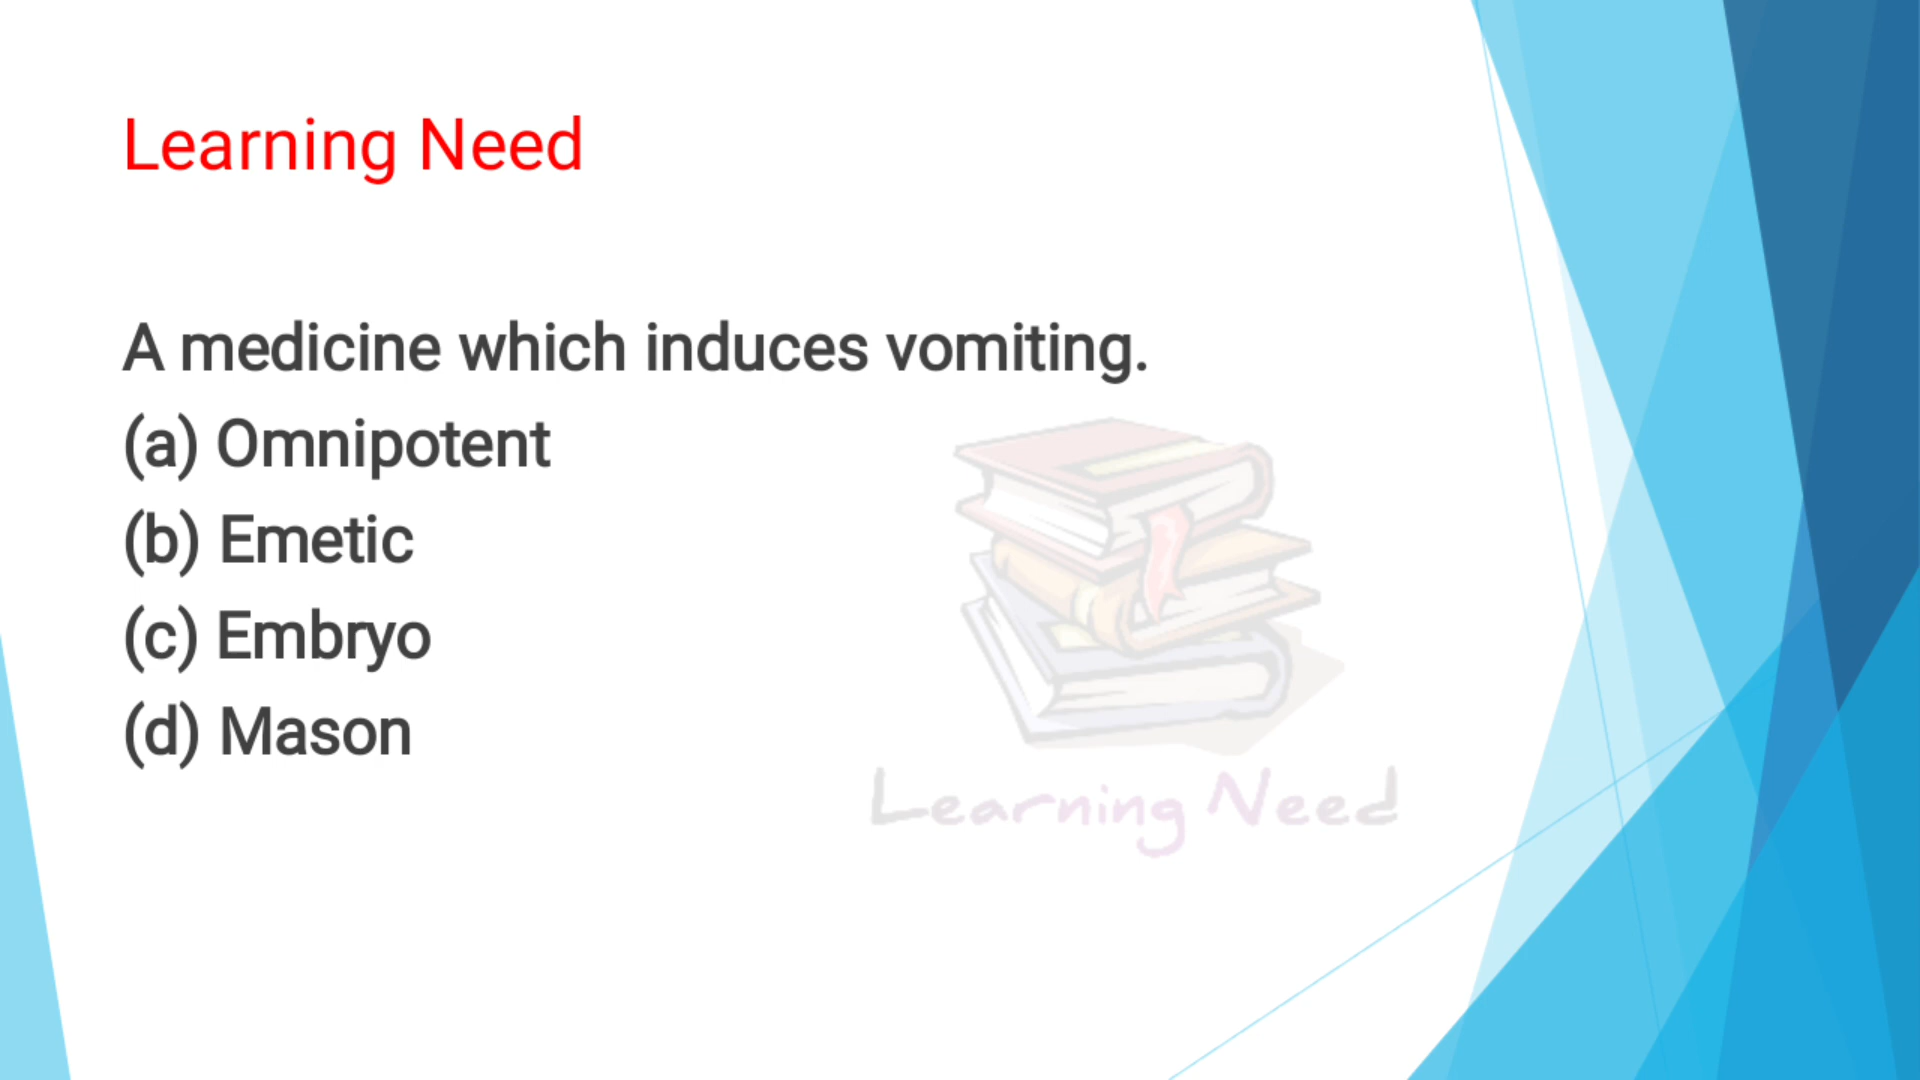 Learning Need
A medicine which induces vomiting.
(a) Omnipotent
(b) Emetic
(c) Embryo
(d) Mason
Learning Need